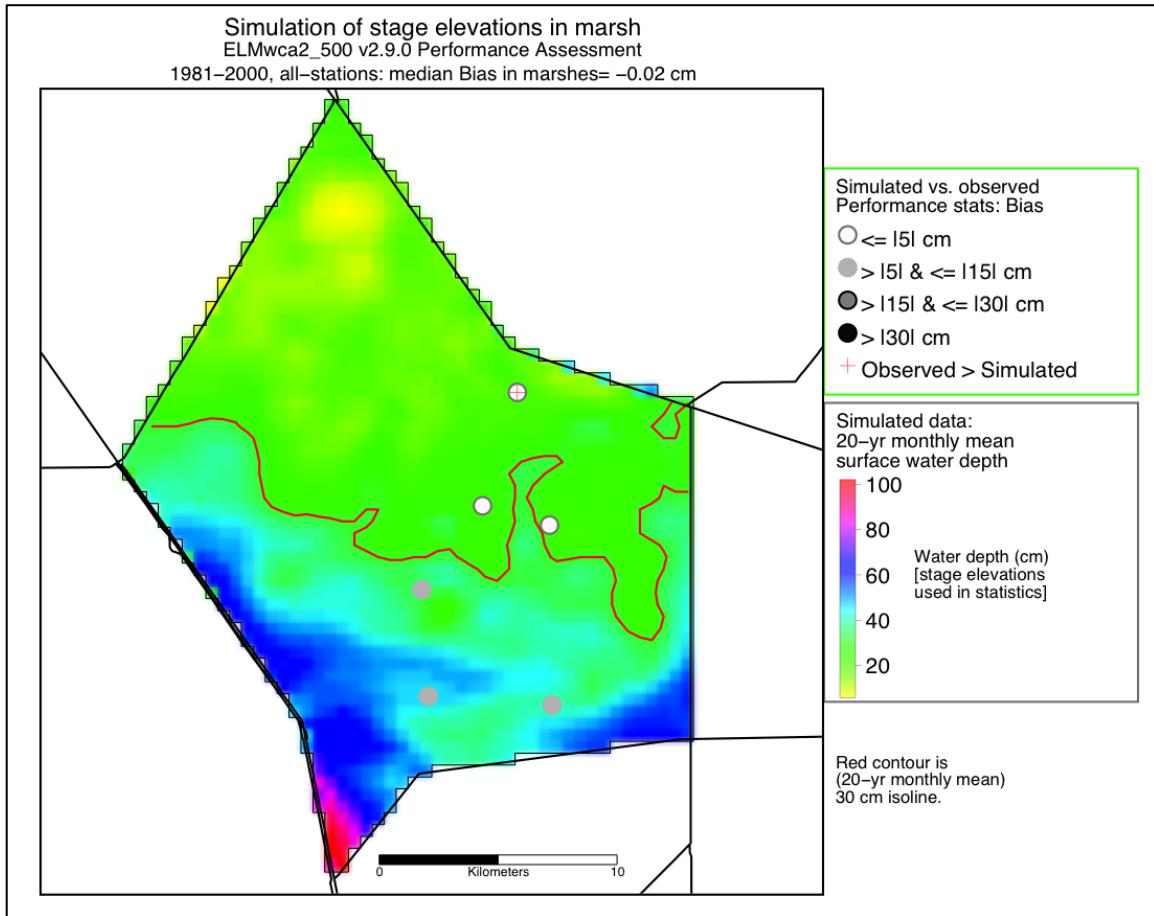 Simulation of stage elevations in marsh
ELMwca2_500 v2.9.0 Performance Assessment
1981−2000, all−stations: median Bias in marshes= −0.02 cm
Simulated vs. observed
Performance stats: Bias
<= |5| cm
> |5| & <= |15| cm
> |15| & <= |30| cm
> |30| cm
Observed > Simulated
Simulated data:
20−yr monthly mean
surface water depth
100
80
60
40
20
Water depth (cm)
[stage elevations
used in statistics]
Red contour is
(20−yr monthly mean)
30 cm isoline.
0 Kilometers 10